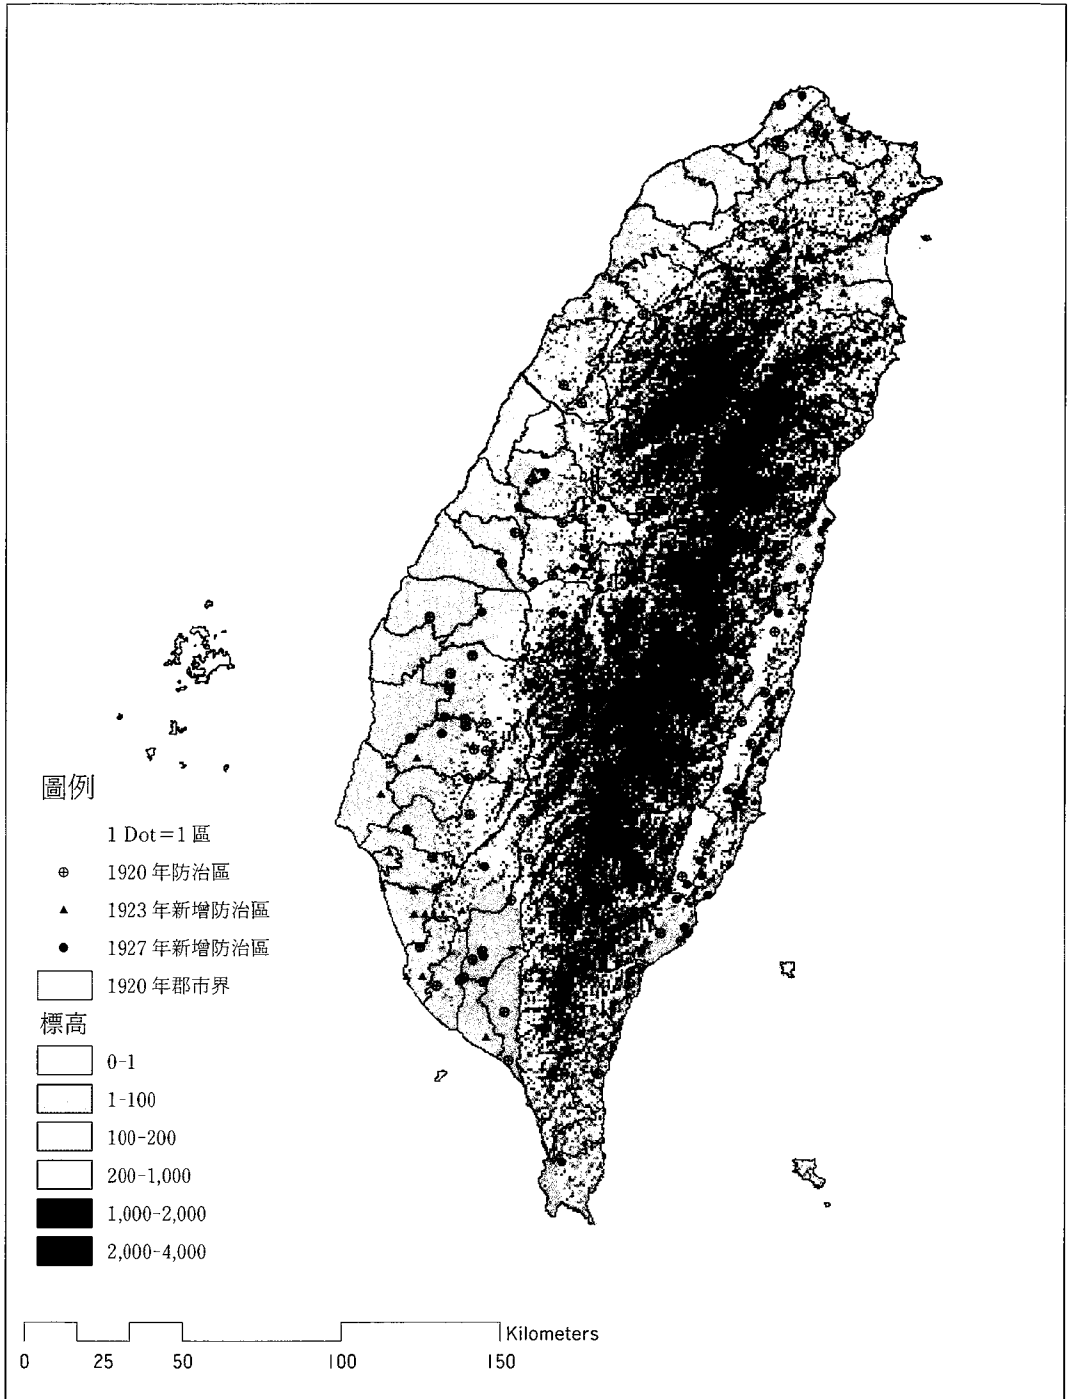 圖例
1 Dot=1 區
1920 年防治區
1923 年新增防治區
1927 年新增防治區
1920 年郡市界
標高
0-1
1-100
100-200
200-1,000
1,000-2,000
2,000-4,000
Kilometers
0 25 50 100 150